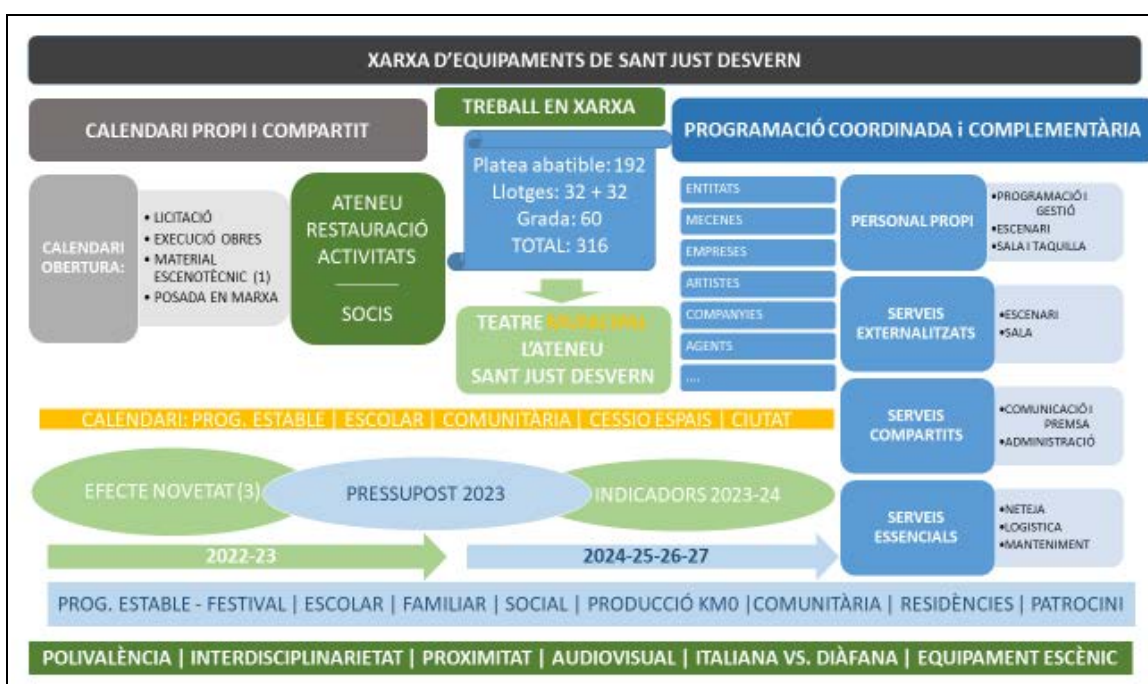 XARXA D'EQUIPAMENTS DE SANT JUST DESVERN
CALENDARI PROPI I COMPARTIT
TREBALL EN XARXA
PROGRAMACIÓ COORDINADA i COMPLEMENTÀRIA
CALENDARI
OBERTURA:
• LICITACIÓ
• EXECUCIÓ OBRES
• MATERIAL
ESCENOTÈCNIC (1)
• POSADA EN MARXA
ATENEU
RESTAURACIÓ
ACTIVITATS
SOCIS
Platea abatible: 192
Llotges: 32 + 32
Grada: 60
TOTAL: 316
TEATRE MUNICIPAL
L'ATENEU
SANT JUST DESVERN
ENTITATS
MECENES
EMPRESES
ARTISTES
COMPANYIES
AGENTS
....
PERSONAL PROPI
•PROGRAMACIÓ I
GESTIÓ
•ESCENARI
•SALA I TAQUILLA
SERVEIS
EXTERNALITZATS
•ESCENARI
•SALA
SERVEIS
COMPARTITS
•COMUNICACIÓ I
PREMSA
•ADMINISTRACIÓ
SERVEIS
ESSENCIALS
•NETEJA
•LOGISTICA
•MANTENIMENT
CALENDARI: PROG. ESTABLE | ESCOLAR | COMUNITÀRIA | CESSIO ESPAIS | CIUTAT
EFECTE NOVETAT (3)
PRESSUPOST 2023
INDICADORS 2023-24
2022-23
2024-25-26-27
PROG. ESTABLE - FESTIVAL | ESCOLAR | FAMILIAR | SOCIAL | PRODUCCIÓ KM0 |COMUNITÀRIA | RESIDÈNCIES | PATROCINI
POLIVALÈNCIA | INTERDISCIPLINARIETAT | PROXIMITAT | AUDIOVISUAL | ITALIANA VS. DIÀFANA | EQUIPAMENT ESCÈNIC